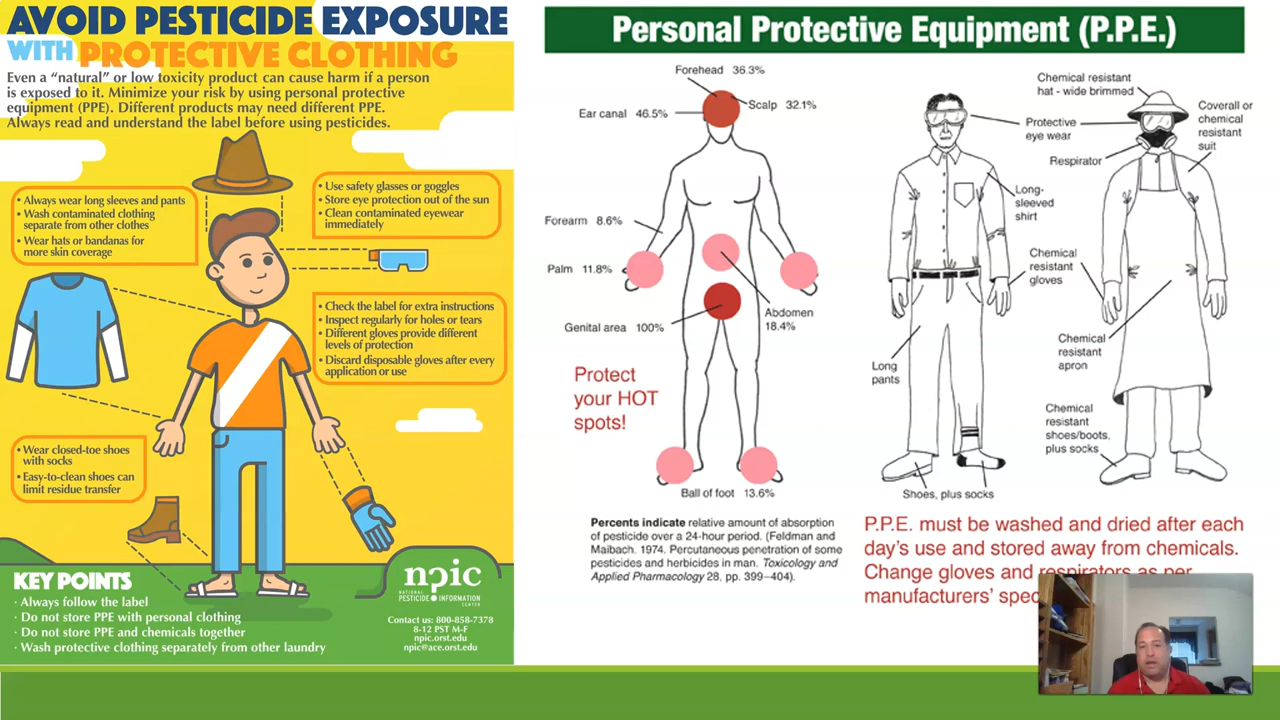 AVOID PESTICIDE EXPOSURE
WITH PROTECTIVE CLOTHING
Even a “natural” or low toxicity product can cause harm if a person
is exposed to it. Minimize your risk by using personal protective
equipment (PPE). Different products may need different PPE.
Always read and understand the label before using pesticides.
• Always wear long sleeves and pants
• Wash contaminated clothing
separate from other clothes
• Wear hats or bandanas for
more skin coverage
• Use safety glasses or goggles
• Store eye protection out of the sun
• Clean contaminated eyewear
immediately
• Check the label for extra instructions
• Inspect regularly for holes or tears
• Different gloves provide different
levels of protection
• Discard disposable gloves after every
application or use
• Wear closed-toe shoes
with socks
• Easy-to-clean shoes can
limit residue transfer
KEY POINTS
· Always follow the label
· Do not store PPE with personal clothing
· Do not store PPE and chemicals together
· Wash protective clothing separately from other laundry
npic
NATIONAL
PESTICIDE INFORMATION
CENTER
Contact us: 800-858-7378
8-12 PST M-F
npic.orst.edu
npic@ace.orst.edu
Personal Protective Equipment (P.P.E.)
Forehead 36.3%
Scalp 32.1%
Ear canal 46.5%
Forearm 8.6%
Palm 11.8%
Abdomen
18.4%
Genital area 100%
Protect
your HOT
spots!
Ball of foot 13.6%
Percents indicate relative amount of absorption
of pesticide over a 24-hour period. (Feldman and
Maibach. 1974. Percutaneous penetration of some
pesticides and herbicides in man. Toxicology and
Applied Pharmacology 28, pp. 399–404).
Chemical resistant
hat - wide brimmed
Protective
eye wear
Respirator
Coverall or
chemical
resistant
suit
Long-
sleeved
shirt
Chemical
resistant
gloves
Long
pants
Chemical
resistant
apron
Chemical
resistant
shoes/boots,
plus socks
Shoes, plus socks
P.P.E. must be washed and dried after each
day's use and stored away from chemicals.
Change gloves and respirators as per
manufacturers' spec